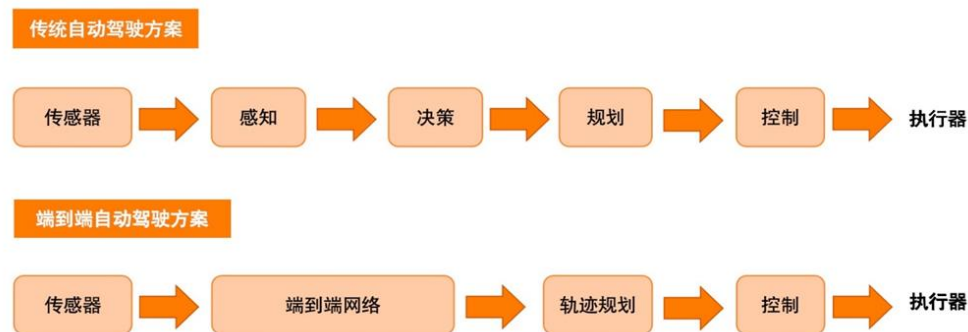 传统自动驾驶方案
传感器 感知 决策 规划 控制 执行器
端到端自动驾驶方案
传感器 端到端网络 轨迹规划 控制 执行器